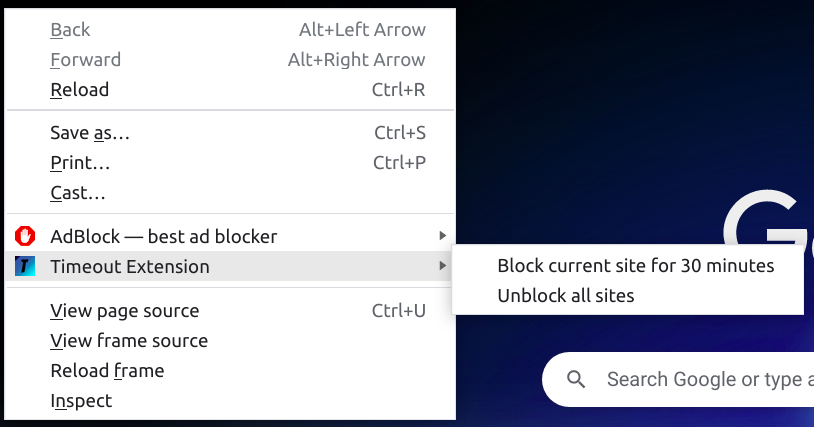 Back Alt+Left Arrow
Forward Alt+Right Arrow
Reload Ctrl+R
Save as… Ctrl+S
Print… Ctrl+P
Cast…
AdBlock — best ad blocker
Timeout Extension
Block current site for 30 minutes
Unblock all sites
View page source Ctrl+U
View frame source
Reload frame
Inspect
Search Google or type a